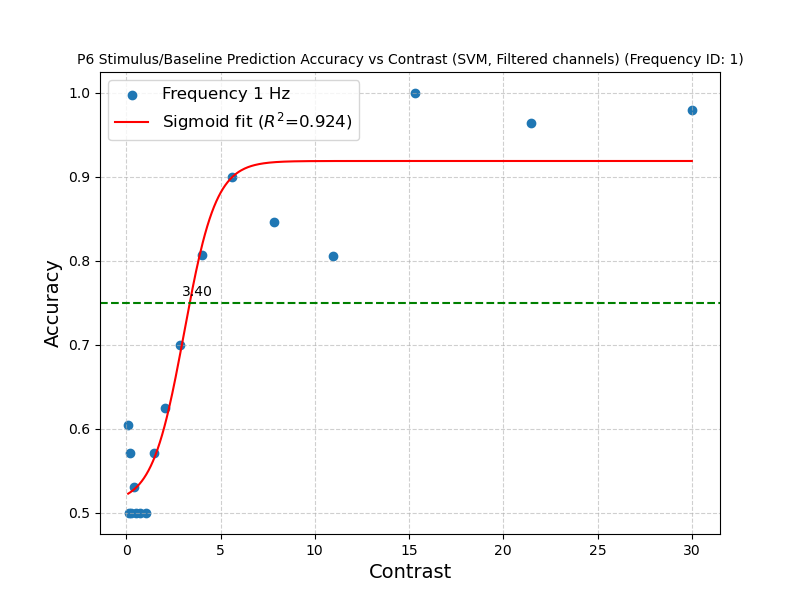 P6 Stimulus/Baseline Prediction Accuracy vs Contrast (SVM, Filtered channels) (Frequency ID: 1)
Frequency 1 Hz
Sigmoid fit (R²=0.924)
1.0
0.9
0.8
0.7
0.6
0.5
Accuracy
3.40
0 5 10 15 20 25 30
Contrast